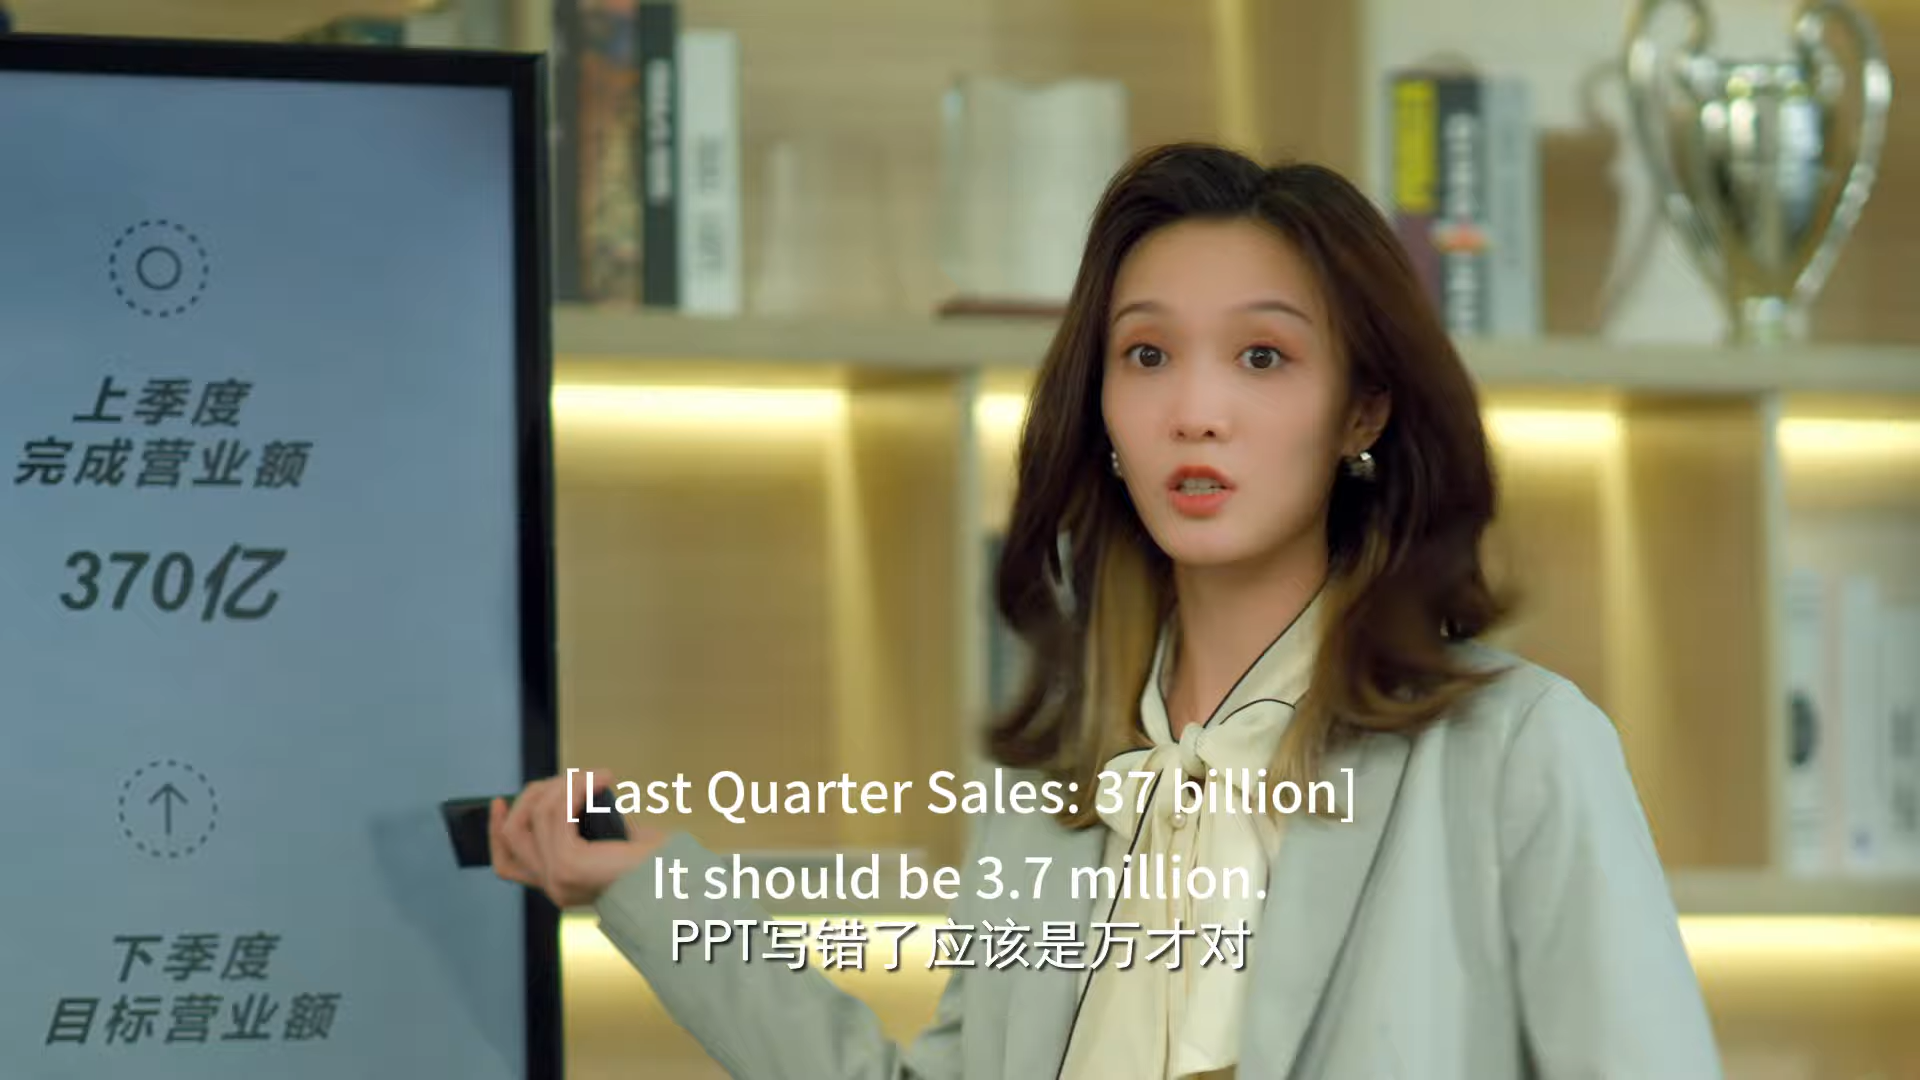 上季度
完成营业额
370亿
下季度
目标营业额
[Last Quarter Sales: 37 billion]
It should be 3.7 million.
PPT写错了应该是万才对